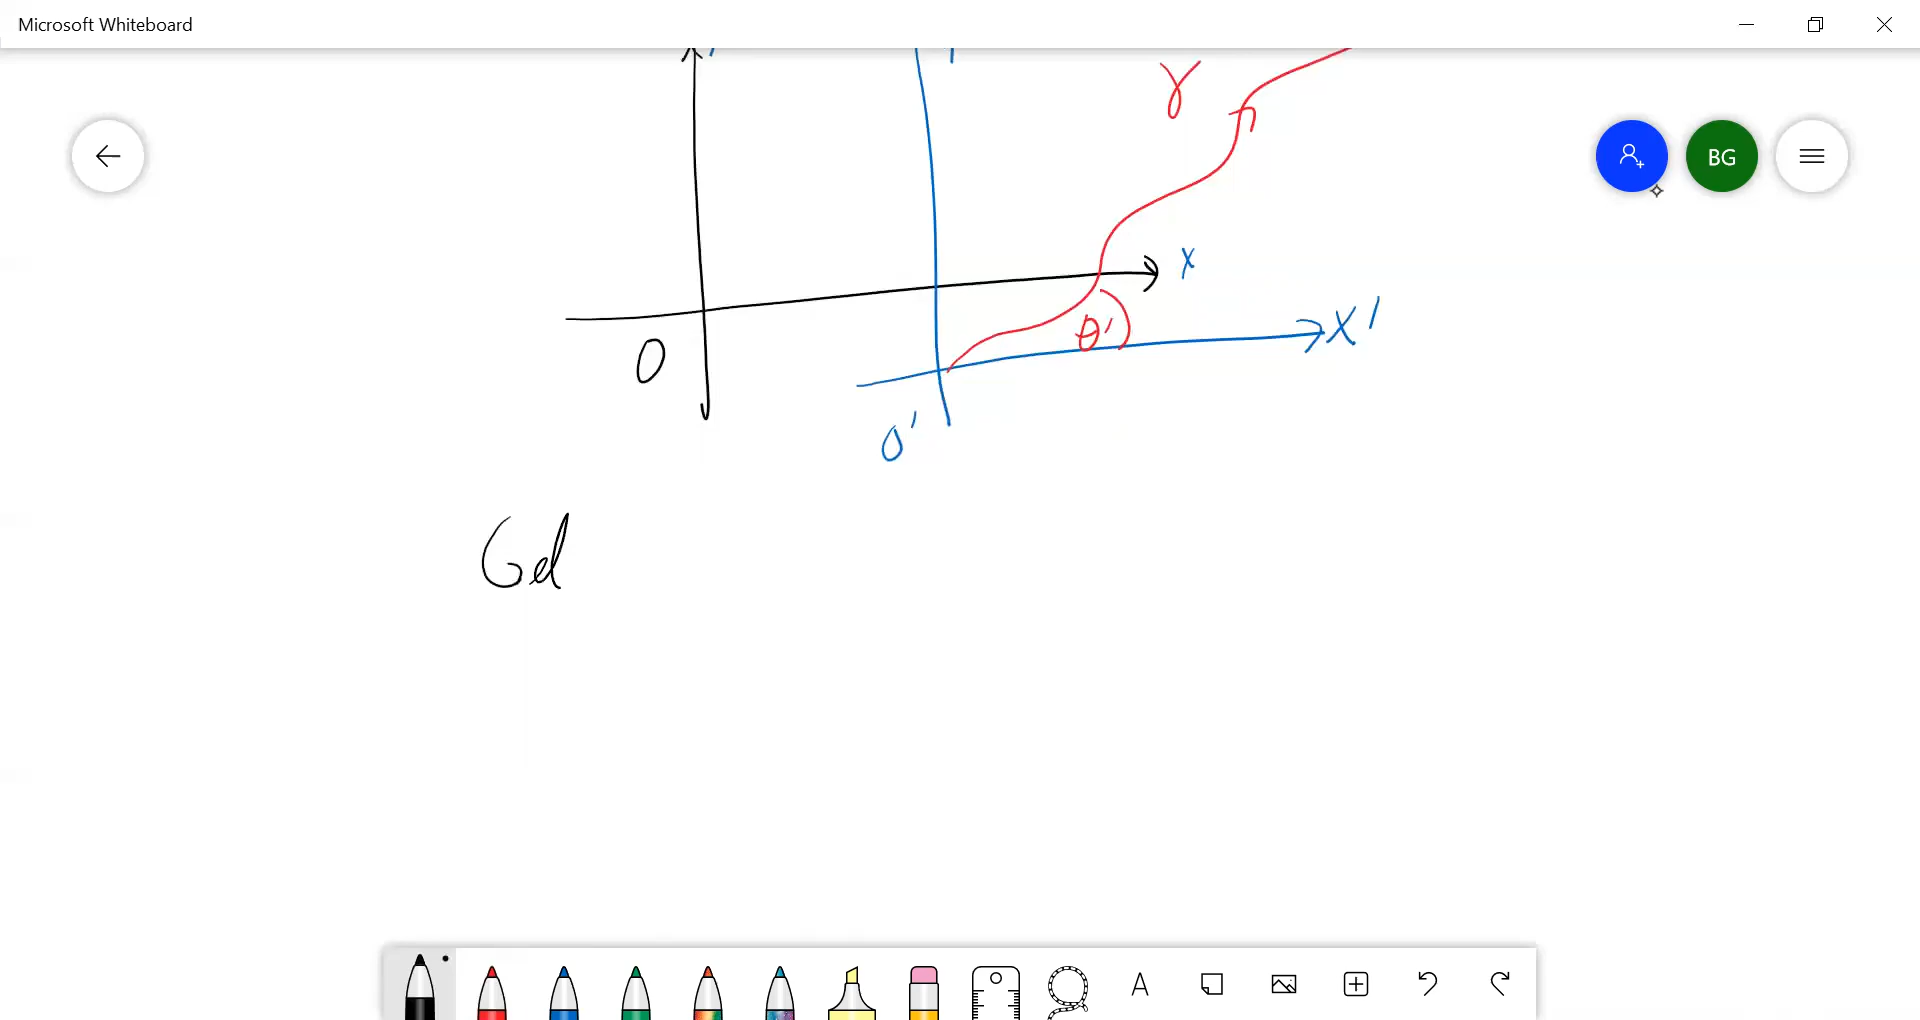 Microsoft Whiteboard
γ
BG
x
θ'
x'
O
O'
Gd
A